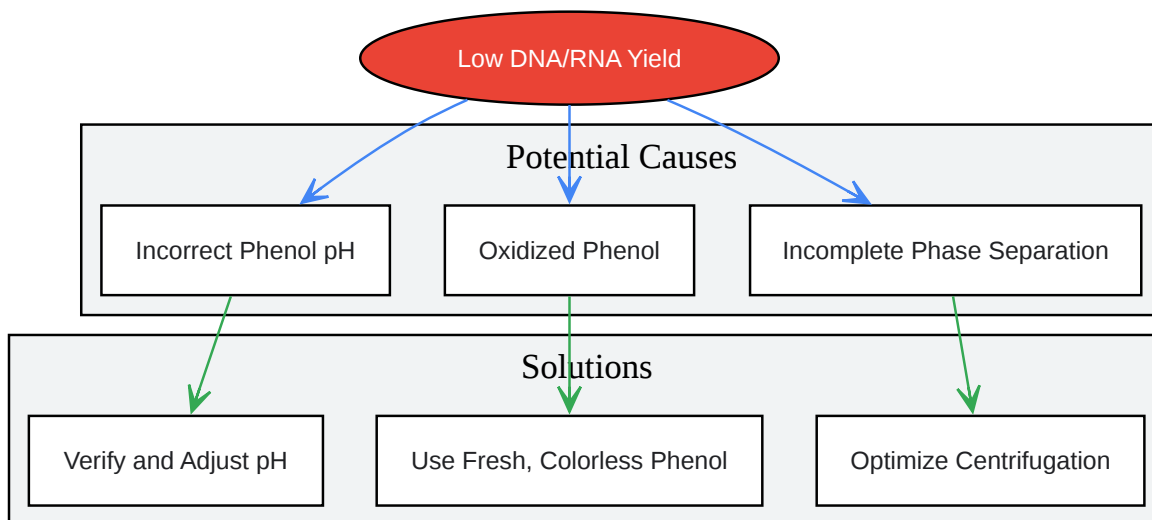 Low DNA/RNA Yield
Potential Causes
Incorrect Phenol pH
Oxidized Phenol
Incomplete Phase Separation
Solutions
Verify and Adjust pH
Use Fresh, Colorless Phenol
Optimize Centrifugation